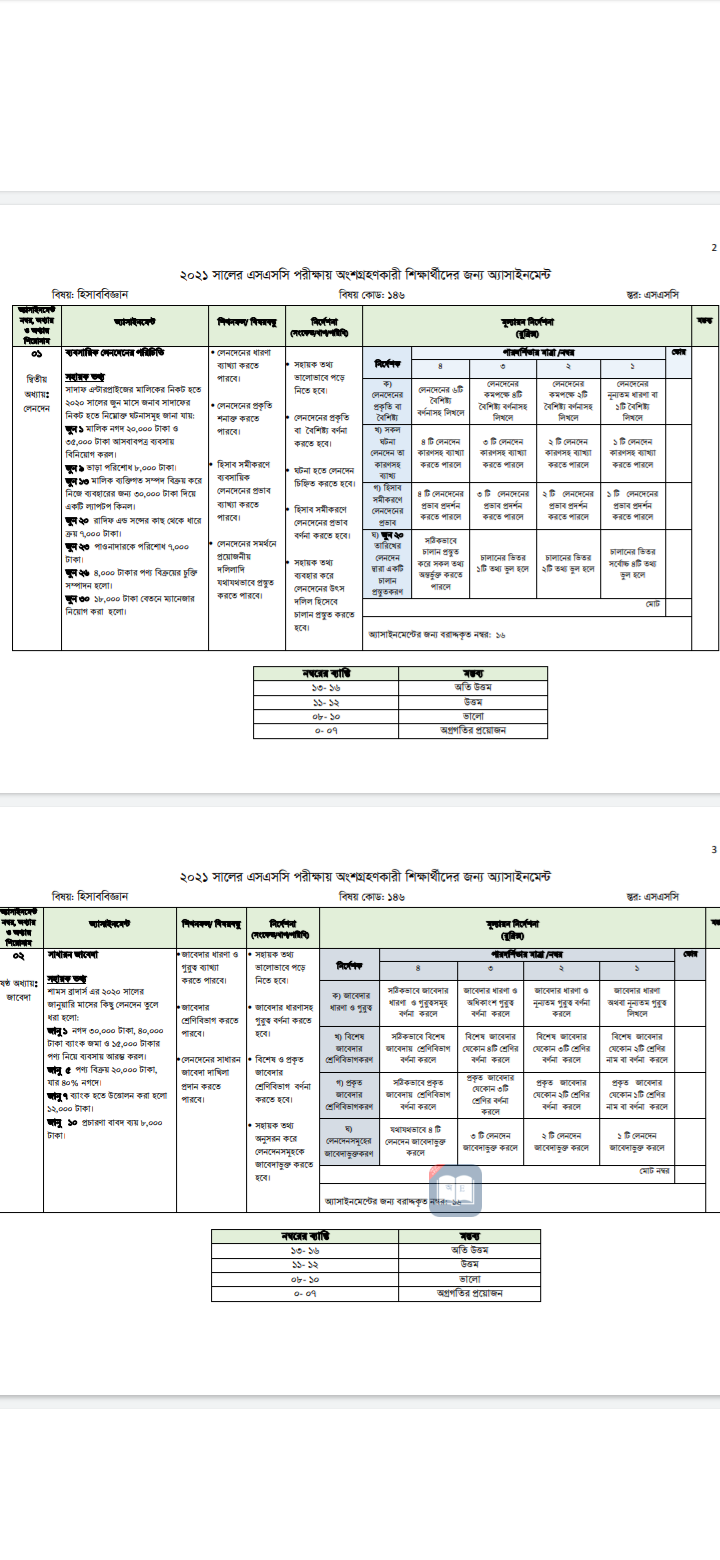 2
২০২১ সালের এসএসসি পরীক্ষায় অংশগ্রহণকারী শিক্ষার্থীদের জন্য অ্যাসাইনমেন্ট
বিষয়: হিসাববিজ্ঞান বিষয় কোড: ১৪৬ স্তর: এসএসসি
অ্যাসাইনমেন্ট
নম্বর, অধ্যায়
ও অধ্যায়
শিরোনাম
অ্যাসাইনমেন্ট
শিখনফল/ বিষয়বস্তু
নির্দেশনা
(সংকেত/ধাপ/পরিধি)
মূল্যায়ন নির্দেশনা
(রুব্রিক্স)
মন্তব্য
০১
দ্বিতীয়
অধ্যায়:
লেনদেন
ব্যবসায়িক লেনদেনের পরিচিতি
সহায়ক তথ্য
সাদাফ এন্টারপ্রাইজের মালিকের নিকট হতে
২০২০ সালের জুন মাসে জনাব সাদাফের
নিকট হতে নিম্নোক্ত ঘটনাসমূহ জানা যায়:
জুন ১ মালিক নগদ ২০,০০০ টাকা ও
৩৫,০০০ টাকা আসবাবপত্র ব্যবসায়
বিনিয়োগ করল।
জুন ৯ ভাড়া পরিশোধ ৮,০০০ টাকা।
জুন ১৩ মালিক ব্যক্তিগত সম্পদ বিক্রয় করে
নিজে ব্যবহারের জন্য ৩০,০০০ টাকা দিয়ে
একটি ল্যাপটপ কিনল।
জুন ২০ রাদিফ এন্ড সন্সের কাছ থেকে ধারে
ক্রয় ৭,০০০ টাকা।
জুন ২৩ পাওনাদারকে পরিশোধ ৭,০০০
টাকা।
জুন ২৬ ৪,০০০ টাকার পণ্য বিক্রয়ের চুক্তি
সম্পাদন হলো।
জুন ৩০ ১৮,০০০ টাকা বেতনে ম্যানেজার
নিয়োগ করা হলো।
• লেনদেনের ধারণা
ব্যাখ্যা করতে
পারবে।
• লেনদেনের প্রকৃতি
শনাক্ত করতে
পারবে।
• হিসাব সমীকরণে
ব্যবসায়িক
লেনদেনের প্রভাব
ব্যাখ্যা করতে
পারবে।
• লেনদেনের সমর্থনে
প্রয়োজনীয়
দলিলাদি
যথাযথভাবে প্রস্তুত
করতে পারবে।
• সহায়ক তথ্য
ভালোভাবে পড়ে
নিতে হবে।
• লেনদেনের প্রকৃতি
বা বৈশিষ্ট্য বর্ণনা
করতে হবে।
• ঘটনা হতে লেনদেন
চিহ্নিত করতে হবে।
• হিসাব সমীকরণে
লেনদেনের প্রভাব
বর্ণনা করতে হবে।
• সহায়ক তথ্য
ব্যবহার করে
লেনদেনের উৎস
দলিল হিসেবে
চালান প্রস্তুত করতে
হবে।
নির্দেশক
পারদর্শিতার মাত্রা /নম্বর
স্কোর
৪ ৩ ২ ১
ক)
লেনদেনের
প্রকৃতি বা
বৈশিষ্ট্য
লেনদেনের ৬টি
বৈশিষ্ট্য
বর্ণনাসহ লিখলে
লেনদেনের
কমপক্ষে ৪টি
বৈশিষ্ট্য বর্ণনাসহ
লিখলে
লেনদেনের
কমপক্ষে ২টি
বৈশিষ্ট্য বর্ণনাসহ
লিখলে
লেনদেনের
নূন্যতম ধারনা বা
১টি বৈশিষ্ট্য
লিখলে
খ) সকল
ঘটনা
লেনদেন তা
কারণসহ
ব্যাখ্যা
৪ টি লেনদেন
কারণসহ ব্যাখ্যা
করতে পারলে
৩ টি লেনদেন
কারণসহ ব্যাখ্যা
করতে পারলে
২ টি লেনদেন
কারণসহ ব্যাখ্যা
করতে পারলে
১ টি লেনদেন
কারণসহ ব্যাখ্যা
করতে পারলে
গ) হিসাব
সমীকরণে
লেনদেনের
প্রভাব
৪ টি লেনদেনের
প্রভাব প্রদর্শন
করতে পারলে
৩ টি লেনদেনের
প্রভাব প্রদর্শন
করতে পারলে
২ টি লেনদেনের
প্রভাব প্রদর্শন
করতে পারলে
১ টি লেনদেনের
প্রভাব প্রদর্শন
করতে পারলে
ঘ) জুন ২০
তারিখের
লেনদেন
দ্বারা একটি
চালান
প্রস্তুতকরণ
সঠিকভাবে
চালান প্রস্তুত
করে সকল তথ্য
অন্তর্ভুক্ত করতে
পারলে
চালানের ভিতর
১টি তথ্য ভুল হলে
চালানের ভিতর
২টি তথ্য ভুল হলে
চালানের ভিতর
সর্বোচ্চ ৪টি তথ্য
ভুল হলে
মোট
অ্যাসাইনমেন্টের জন্য বরাদ্দকৃত নম্বর: ১৬
নম্বরের ব্যাপ্তি মন্তব্য
১৩- ১৬ অতি উত্তম
১১- ১২ উত্তম
০৮- ১০ ভালো
০- ০৭ অগ্রগতির প্রয়োজন
3
২০২১ সালের এসএসসি পরীক্ষায় অংশগ্রহণকারী শিক্ষার্থীদের জন্য অ্যাসাইনমেন্ট
বিষয়: হিসাববিজ্ঞান বিষয় কোড: ১৪৬ স্তর: এসএসসি
অ্যাসাইনমেন্ট
নম্বর, অধ্যায়
ও অধ্যায়
শিরোনাম
অ্যাসাইনমেন্ট
শিখনফল/ বিষয়বস্তু
নির্দেশনা
(সংকেত/ধাপ/পরিধি)
মূল্যায়ন নির্দেশনা
(রুব্রিক্স)
০২
ষষ্ঠ অধ্যায়:
জাবেদা
সাধারন জাবেদা
সহায়ক তথ্য
শামস ব্রাদার্স এর ২০২০ সালের
জানুয়ারি মাসের কিছু লেনদেন তুলে
ধরা হলো:
জানু ১ নগদ ৩০,০০০ টাকা, ৪০,০০০
টাকা ব্যাংক জমা ও ১৫,০০০ টাকার
পণ্য নিয়ে ব্যবসায় আরম্ভ করল।
জানু ৫ পণ্য বিক্রয় ২০,০০০ টাকা,
যার ৪০% নগদে।
জানু ৭ ব্যাংক হতে উত্তোলন করা হলো
১২,০০০ টাকা।
জানু ১০ প্রচারণা বাবদ ব্যয় ৮,০০০
টাকা।
• জাবেদার ধারণা ও
গুরুত্ব ব্যাখ্যা
করতে পারবে।
• জাবেদার
শ্রেণিবিভাগ করতে
পারবে।
• লেনদেনের সাধারন
জাবেদা দাখিলা
প্রদান করতে
পারবে।
• সহায়ক তথ্য
ভালোভাবে পড়ে
নিতে হবে।
• জাবেদার ধারণাসহ
গুরুত্ব বর্ণনা করতে
হবে।
• বিশেষ ও প্রকৃত
জাবেদার
শ্রেণিবিভাগ বর্ণনা
করতে হবে।
• সহায়ক তথ্য
অনুসরন করে
লেনদেনসমূহকে
জাবেদাভুক্ত করতে
হবে।
নির্দেশক
পারদর্শিতার মাত্রা /নম্বর
স্কোর
৪ ৩ ২ ১
ক) জাবেদার
ধারণা ও গুরুত্ব
সঠিকভাবে জাবেদার
ধারণা ও গুরুত্বসমূহ
বর্ণনা করলে
জাবেদার ধারণা ও
অধিকাংশ গুরুত্ব
বর্ণনা করলে
জাবেদার ধারণা ও
নূন্যতম গুরুত্ব বর্ণনা
করলে
জাবেদার ধারণা
অথবা নূন্যতম গুরুত্ব
লিখলে
খ) বিশেষ
জাবেদার
শ্রেণিবিভাগকরণ
সঠিকভাবে বিশেষ
জাবেদায় শ্রেণিবিভাগ
বর্ণনা করলে
বিশেষ জাবেদার
যেকোন ৪টি শ্রেণির
বর্ণনা করলে
বিশেষ জাবেদার
যেকোন ৩টি শ্রেণির
বর্ণনা করলে
বিশেষ জাবেদার
যেকোন ২টি শ্রেণির
নাম বা বর্ণনা করলে
গ) প্রকৃত
জাবেদার
শ্রেণিবিভাগকরণ
সঠিকভাবে প্রকৃত
জাবেদায় শ্রেণিবিভাগ
বর্ণনা করলে
প্রকৃত জাবেদার
যেকোন ৩টি
শ্রেণির বর্ণনা
করলে
প্রকৃত জাবেদার
যেকোন ২টি শ্রেণির
বর্ণনা করলে
প্রকৃত জাবেদার
যেকোন ১টি শ্রেণির
নাম বা বর্ণনা করলে
ঘ)
লেনদেনসমূহের
জাবেদাভুক্তকরণ
যথাযথভাবে ৪ টি
লেনদেন জাবেদাভুক্ত
করলে
৩ টি লেনদেন
জাবেদাভুক্ত করলে
২ টি লেনদেন
জাবেদাভুক্ত করলে
১ টি লেনদেন
জাবেদাভুক্ত করলে
মোট নম্বর
অ্যাসাইনমেন্টের জন্য বরাদ্দকৃত নম্বর: ১৬
নম্বরের ব্যাপ্তি মন্তব্য
১৩- ১৬ অতি উত্তম
১১- ১২ উত্তম
০৮- ১০ ভালো
০- ০৭ অগ্রগতির প্রয়োজন